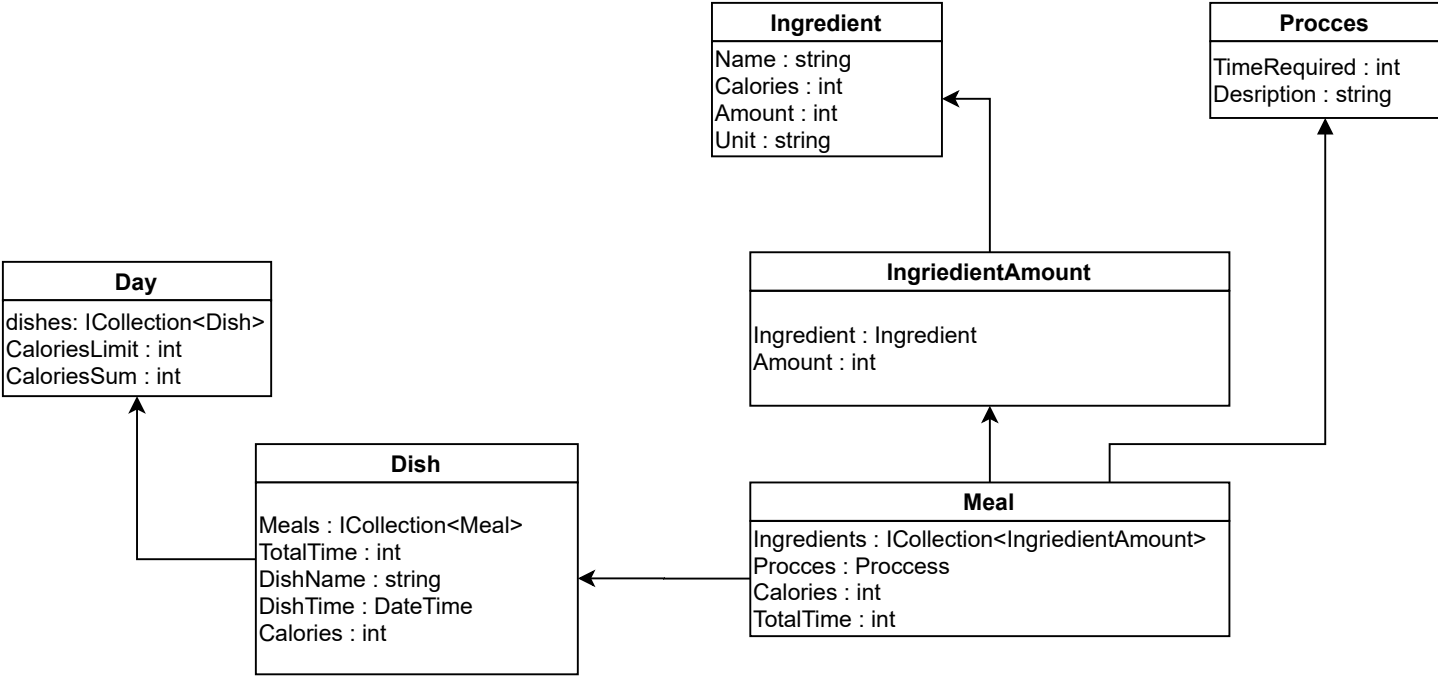 Ingredient
Name : string
Calories : int
Amount : int
Unit : string
Procces
TimeRequired : int
Desription : string
Day
dishes: ICollection<Dish>
CaloriesLimit : int
CaloriesSum : int
IngriedientAmount
Ingredient : Ingredient
Amount : int
Dish
Meals : ICollection<Meal>
TotalTime : int
DishName : string
DishTime : DateTime
Calories : int
Meal
Ingredients : ICollection<IngriedientAmount>
Procces : Proccess
Calories : int
TotalTime : int